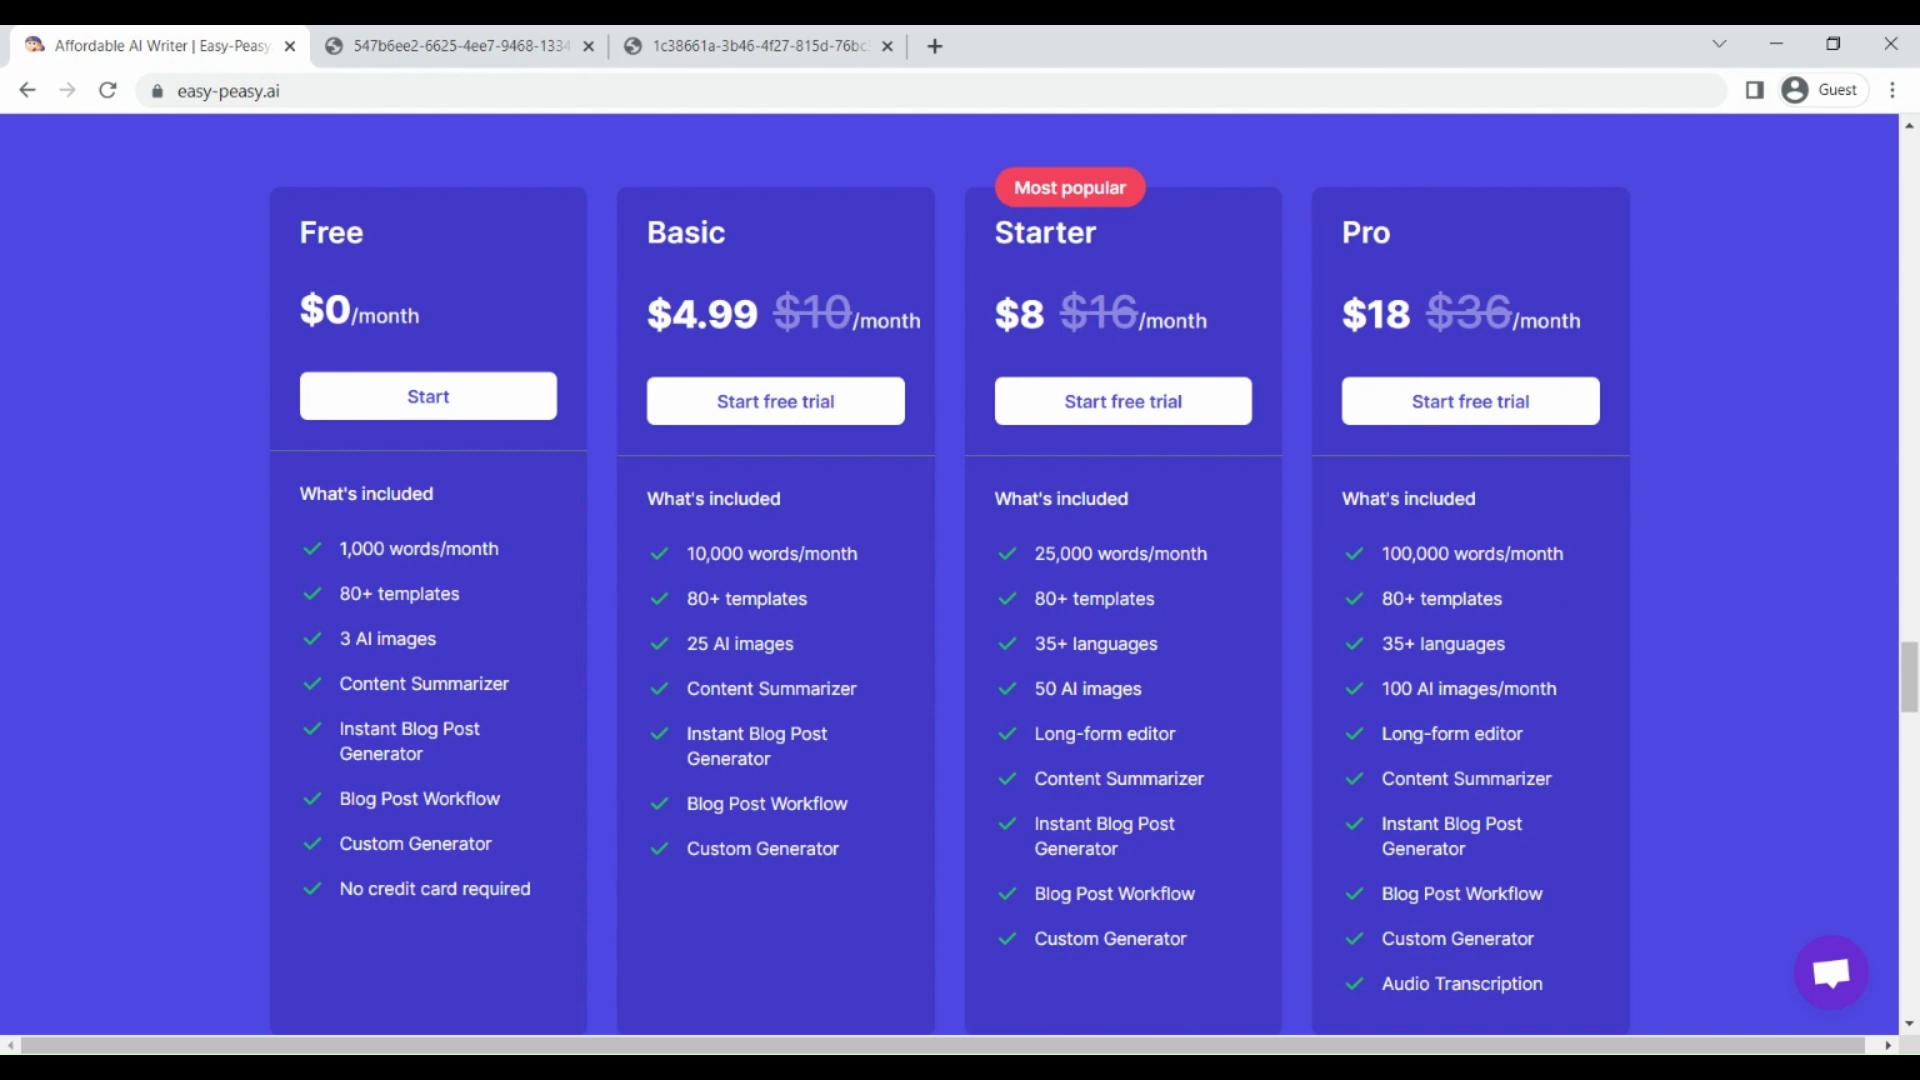 Affordable AI Writer | Easy-Peasy
547b6ee2-6625-4ee7-9468-1334
1c38661a-3b46-4f27-815d-76bc
easy-peasy.ai
Guest
Free
$0/month
Start
What's included
1,000 words/month
80+ templates
3 AI images
Content Summarizer
Instant Blog Post
Generator
Blog Post Workflow
Custom Generator
No credit card required
Basic
$4.99 $10/month
Start free trial
What's included
10,000 words/month
80+ templates
25 AI images
Content Summarizer
Instant Blog Post
Generator
Blog Post Workflow
Custom Generator
Most popular
Starter
$8 $16/month
Start free trial
What's included
25,000 words/month
80+ templates
35+ languages
50 AI images
Long-form editor
Content Summarizer
Instant Blog Post
Generator
Blog Post Workflow
Custom Generator
Pro
$18 $36/month
Start free trial
What's included
100,000 words/month
80+ templates
35+ languages
100 AI images/month
Long-form editor
Content Summarizer
Instant Blog Post
Generator
Blog Post Workflow
Custom Generator
Audio Transcription